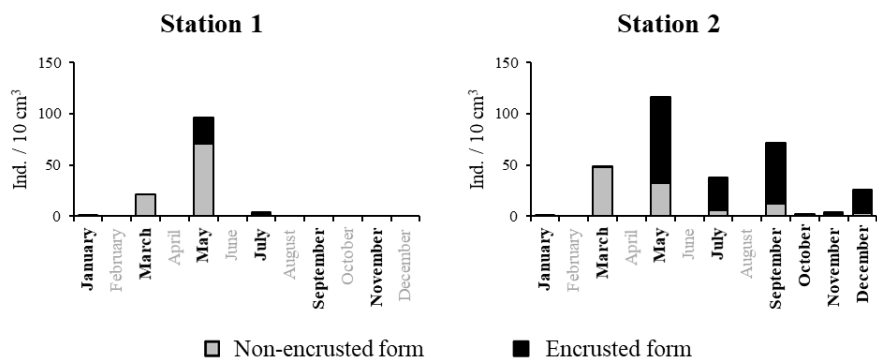 Station 1
Station 2
Ind. / 10 cm³
150
100
50
0
January
February
March
April
May
June
July
August
September
October
November
December
Ind. / 10 cm³
150
100
50
0
January
February
March
April
May
June
July
August
September
October
November
December
Non-encrusted form
Encrusted form